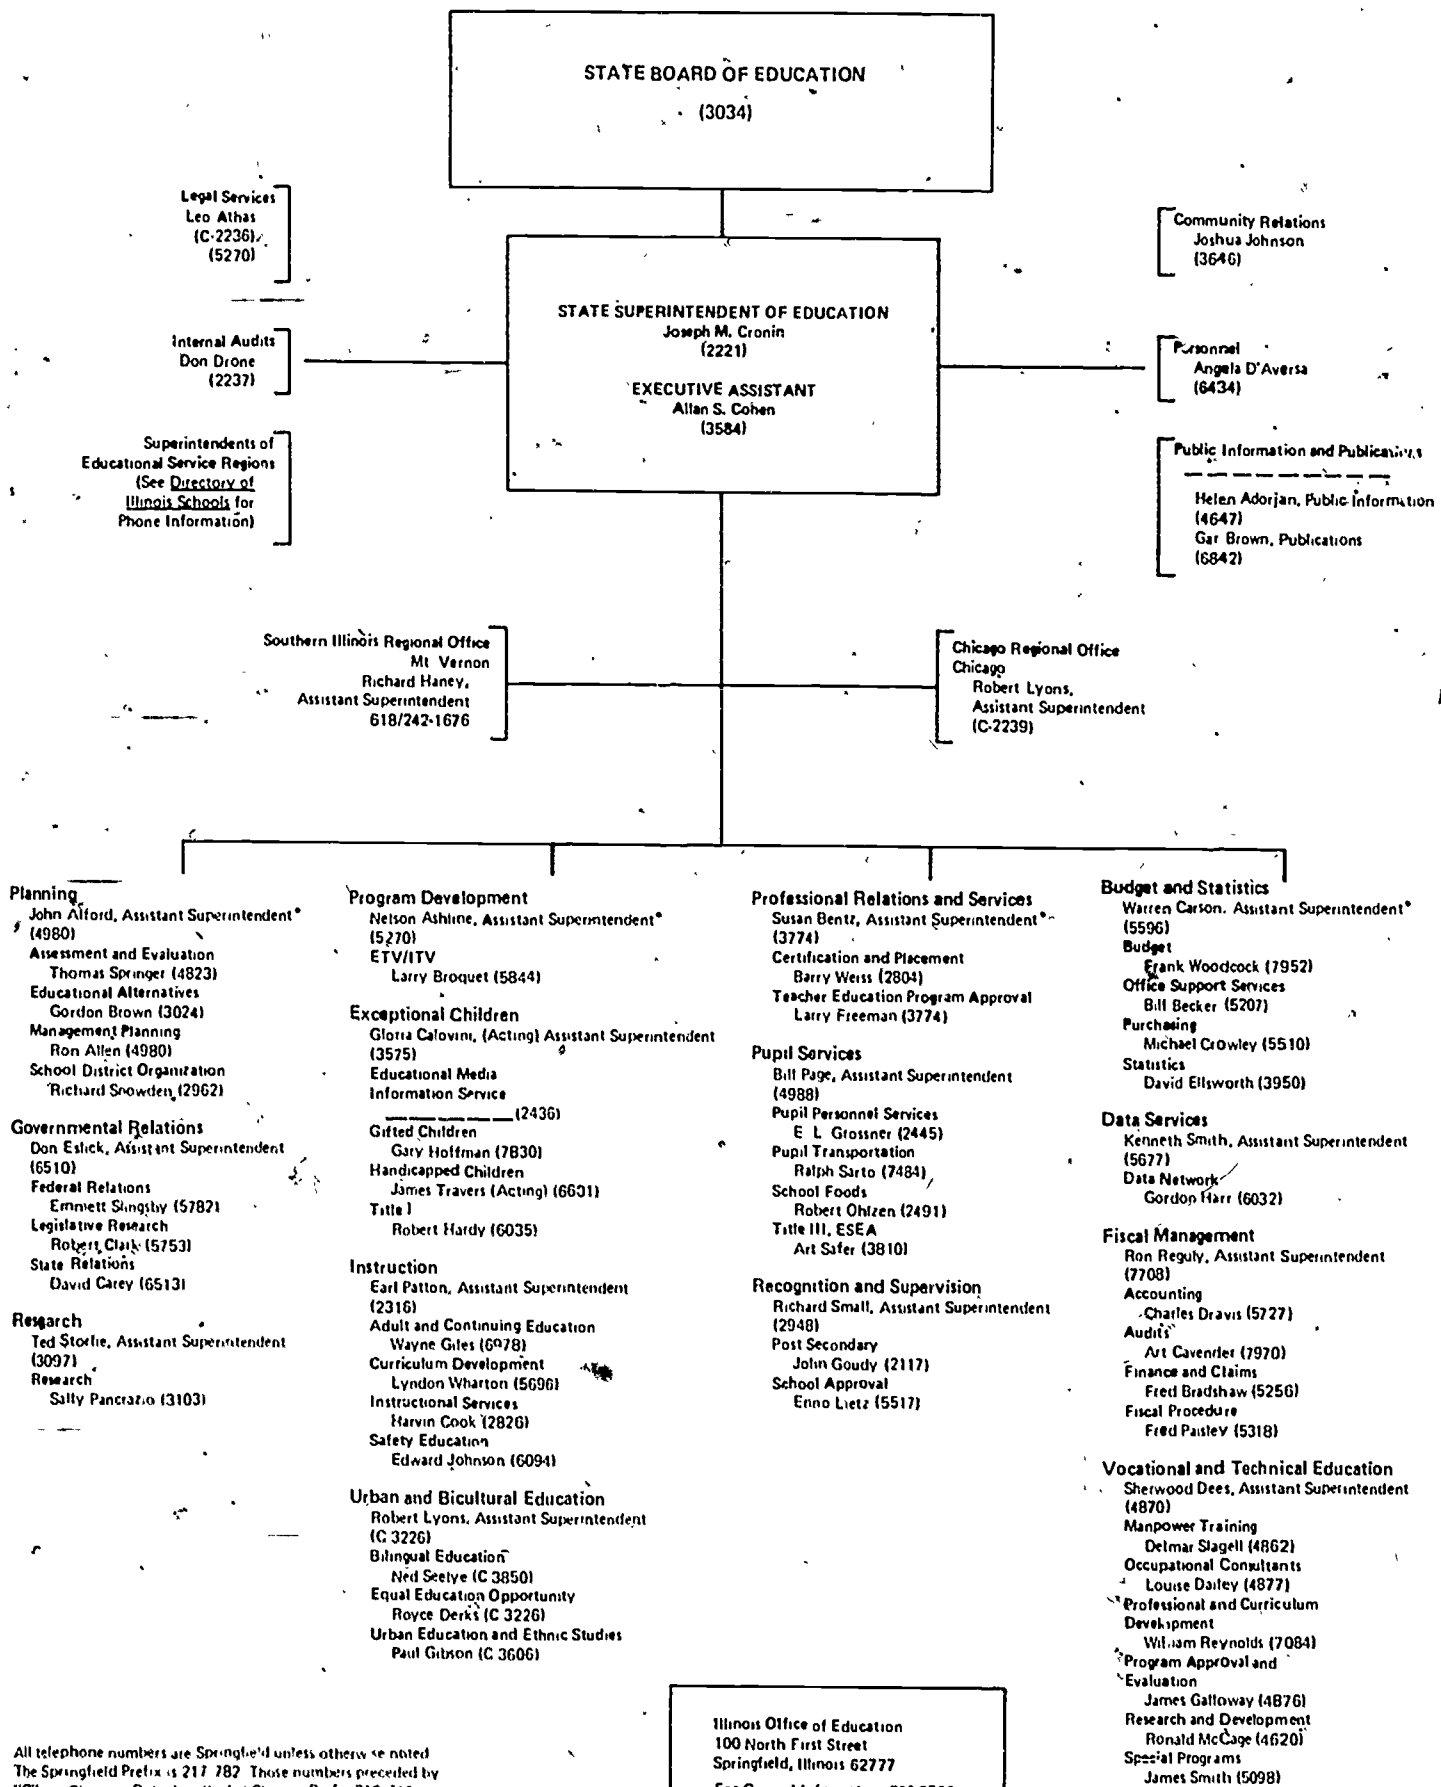 STATE BOARD OF EDUCATION
(3034)
Legal Services
Leo Athas
(C-2236)
(5270)
Community Relations
Joshua Johnson
(3646)
STATE SUPERINTENDENT OF EDUCATION
Joseph M. Cronin
(2221)
EXECUTIVE ASSISTANT
Allan S. Cohen
(3584)
Internal Audits
Don Drone
(2237)
Personnel
Angela D'Aversa
(6434)
Superintendents of
Educational Service Regions
(See Directory of
Illinois Schools for
Phone Information)
Public Information and Publications
Helen Adorjan, Public Information
(4647)
Gar Brown, Publications
(6842)
Southern Illinois Regional Office
Mt Vernon
Richard Haney,
Assistant Superintendent
618/242-1676
Chicago Regional Office
Chicago
Robert Lyons,
Assistant Superintendent
(C-2239)
Planning
John Alford, Assistant Superintendent*
(4980)
Assessment and Evaluation
Thomas Springer (4823)
Educational Alternatives
Gordon Brown (3024)
Management Planning
Ron Allen (4980)
School District Organization
Richard Snowden (2962)
Governmental Relations
Don Eslick, Assistant Superintendent
(6510)
Federal Relations
Emmett Slingsby (5782)
Legislative Research
Robert Clark (5753)
State Relations
David Carey (6513)
Research
Ted Storlie, Assistant Superintendent
(3097)
Research
Sally Pancrazio (3103)
Program Development
Nelson Ashline, Assistant Superintendent*
(5270)
ETV/ITV
Larry Broquet (5844)
Exceptional Children
Gloria Calovini, (Acting) Assistant Superintendent
(3575)
Educational Media
Information Service
(2436)
Gifted Children
Gary Hoffman (7830)
Handicapped Children
James Travers (Acting) (6601)
Title I
Robert Hardy (6035)
Instruction
Earl Patton, Assistant Superintendent
(2316)
Adult and Continuing Education
Wayne Giles (6978)
Curriculum Development
Lyndon Wharton (5696)
Instructional Services
Harvin Cook (2826)
Safety Education
Edward Johnson (6094)
Urban and Bicultural Education
Robert Lyons, Assistant Superintendent
(C 3226)
Bilingual Education
Ned Seelye (C 3850)
Equal Education Opportunity
Royce Derks (C 3226)
Urban Education and Ethnic Studies
Paul Gibson (C 3606)
Professional Relations and Services
Susan Bentz, Assistant Superintendent*
(3774)
Certification and Placement
Barry Weiss (2804)
Teacher Education Program Approval
Larry Freeman (3774)
Pupil Services
Bill Page, Assistant Superintendent
(4988)
Pupil Personnel Services
E L Grossner (2445)
Pupil Transportation
Ralph Sarto (7484)
School Foods
Robert Ohlzen (2491)
Title III, ESEA
Art Safer (3810)
Recognition and Supervision
Richard Small, Assistant Superintendent
(2948)
Post Secondary
John Goudy (2117)
School Approval
Enno Lietz (5517)
Budget and Statistics
Warren Carson. Assistant Superintendent*
(5596)
Budget
Frank Woodcock (7952)
Office Support Services
Bill Becker (5207)
Purchasing
Michael Crowley (5510)
Statistics
David Ellsworth (3950)
Data Services
Kenneth Smith, Assistant Superintendent
(5677)
Data Network
Gordon Harr (6032)
Fiscal Management
Ron Reguly, Assistant Superintendent
(7708)
Accounting
Charles Dravis (5727)
Audits
Art Cavender (7970)
Finance and Claims
Fred Bradshaw (5256)
Fiscal Procedure
Fred Paisley (5318)
Vocational and Technical Education
Sherwood Dees, Assistant Superintendent
(4870)
Manpower Training
Delmar Slagell (4862)
Occupational Consultants
Louise Dailey (4877)
Professional and Curriculum
Development
William Reynolds (7084)
Program Approval and
Evaluation
James Galloway (4876)
Research and Development
Ronald McCage (4620)
Special Programs
James Smith (5098)
All telephone numbers are Springfield unless otherwise noted
The Springfield Prefix is 217 782 Those numbers preceded by
Illinois Office of Education
100 North First Street
Springfield, Illinois 62777